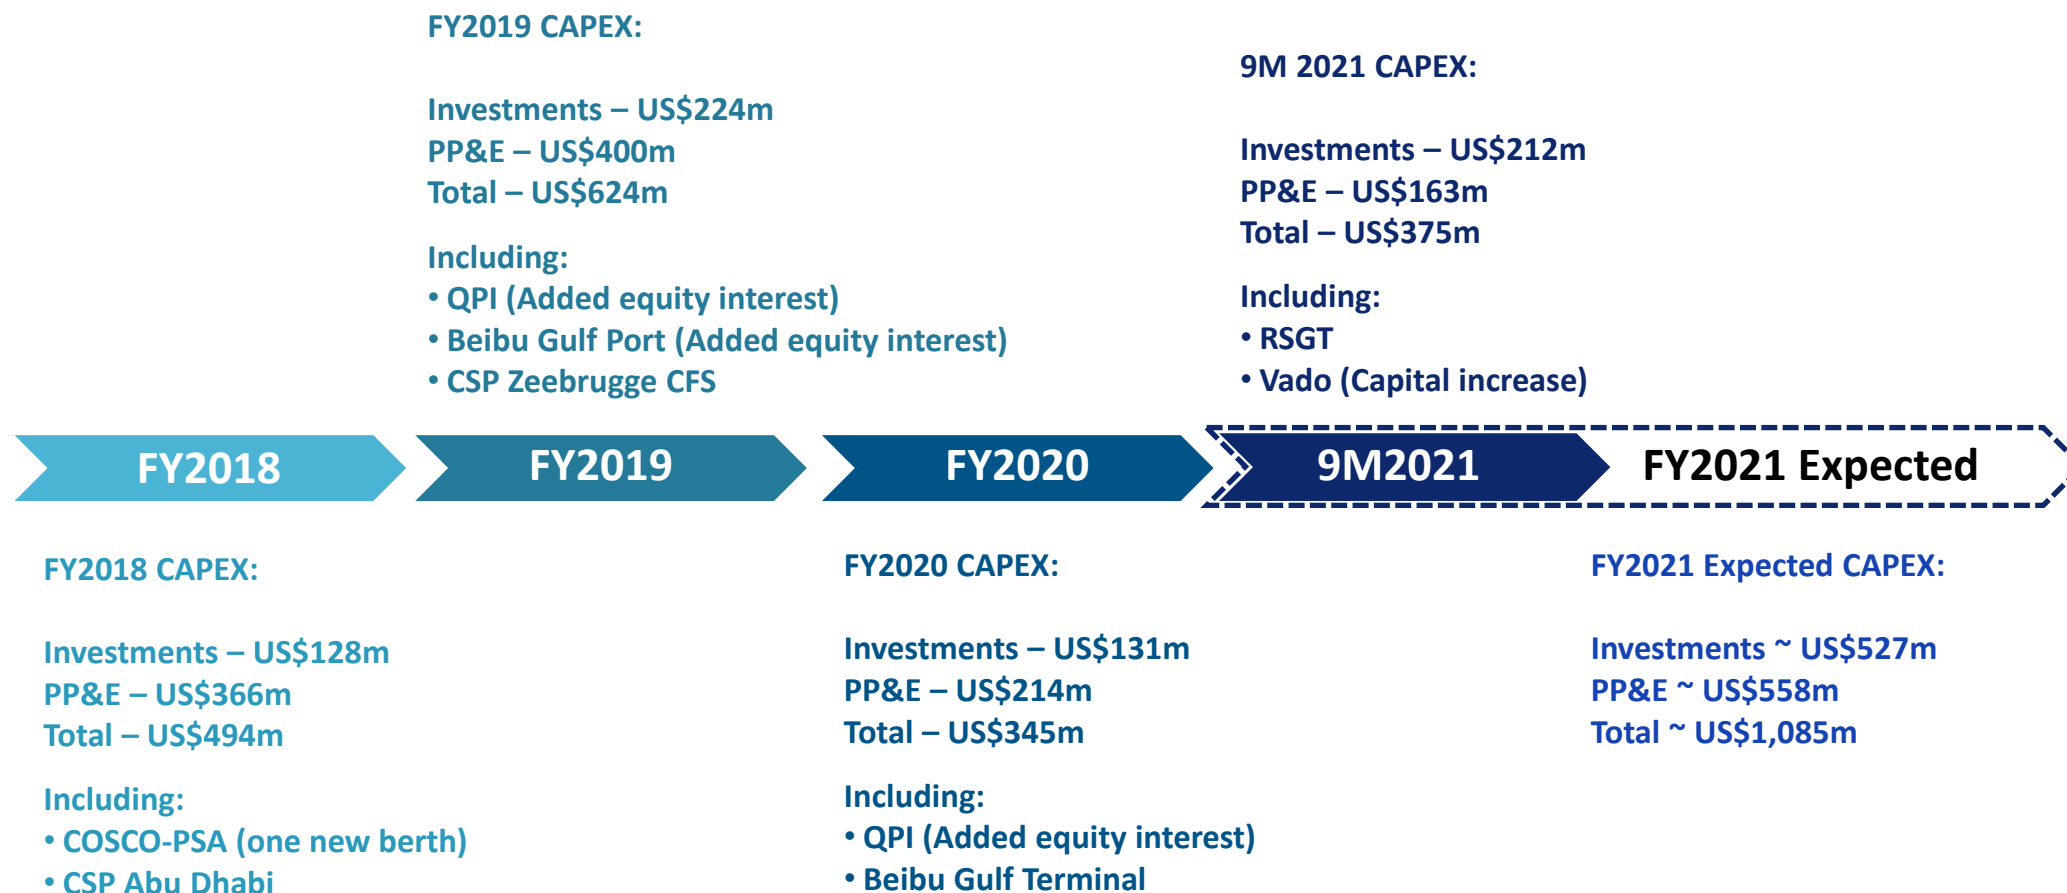 FY2019 CAPEX:
Investments – US$224m
PP&E – US$400m
Total – US$624m
Including:
• QPI (Added equity interest)
• Beibu Gulf Port (Added equity interest)
• CSP Zeebrugge CFS
9M 2021 CAPEX:
Investments – US$212m
PP&E – US$163m
Total – US$375m
Including:
• RSGT
• Vado (Capital increase)
FY2018
FY2019
FY2020
9M2021
FY2021 Expected
FY2018 CAPEX:
Investments – US$128m
PP&E – US$366m
Total – US$494m
Including:
• COSCO-PSA (one new berth)
• CSP Abu Dhabi
FY2020 CAPEX:
Investments – US$131m
PP&E – US$214m
Total – US$345m
Including:
• QPI (Added equity interest)
• Beibu Gulf Terminal
FY2021 Expected CAPEX:
Investments ~ US$527m
PP&E ~ US$558m
Total ~ US$1,085m